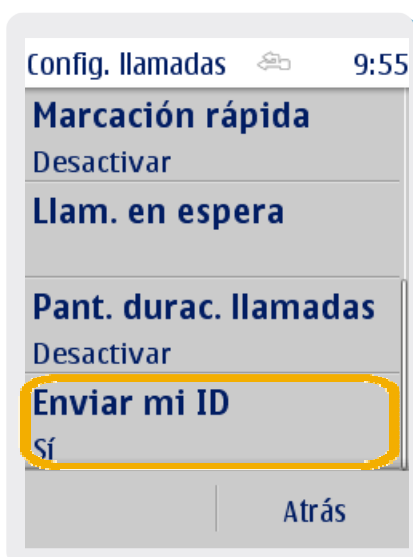 Config. llamadas 9:55
Marcación rápida
Desactivar
Llam. en espera
Pant. durac. llamadas
Desactivar
Enviar mi ID
Sí
Atrás